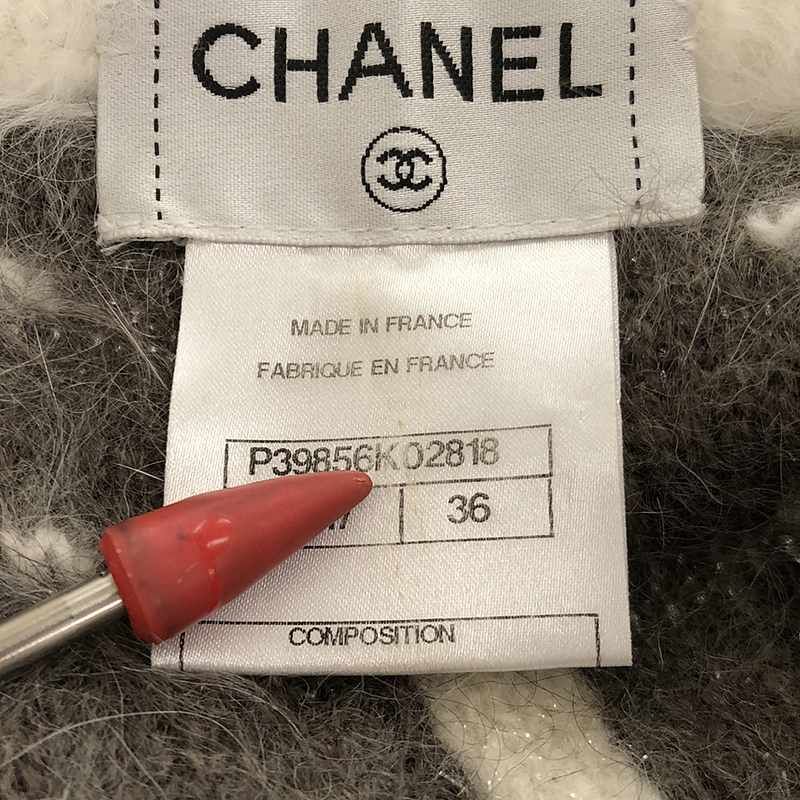 CHANEL
MADE IN FRANCE
FABRIQUE EN FRANCE
P39856K02818
36
COMPOSITION